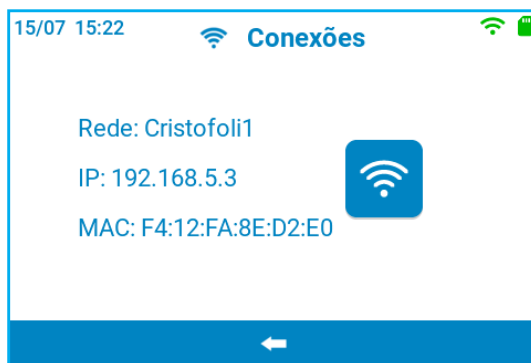 15/07 15:22
Conexões
Rede: Cristofoli1
IP: 192.168.5.3
MAC: F4:12:FA:8E:D2:E0